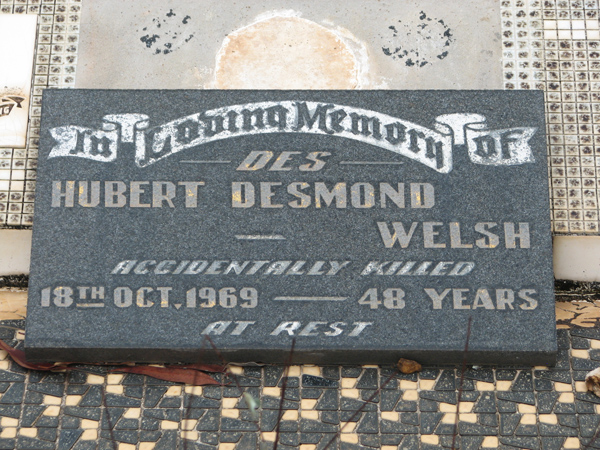 In Loving Memory of
DES
HUBERT DESMOND
WELSH
ACCIDENTALLY KILLED
18TH OCT, 1969 — 48 YEARS
AT REST